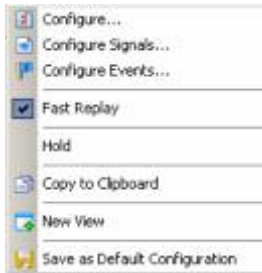 Configure...
Configure Signals...
Configure Events...
Fast Replay
Hold
Copy to Clipboard
New View
Save as Default Configuration